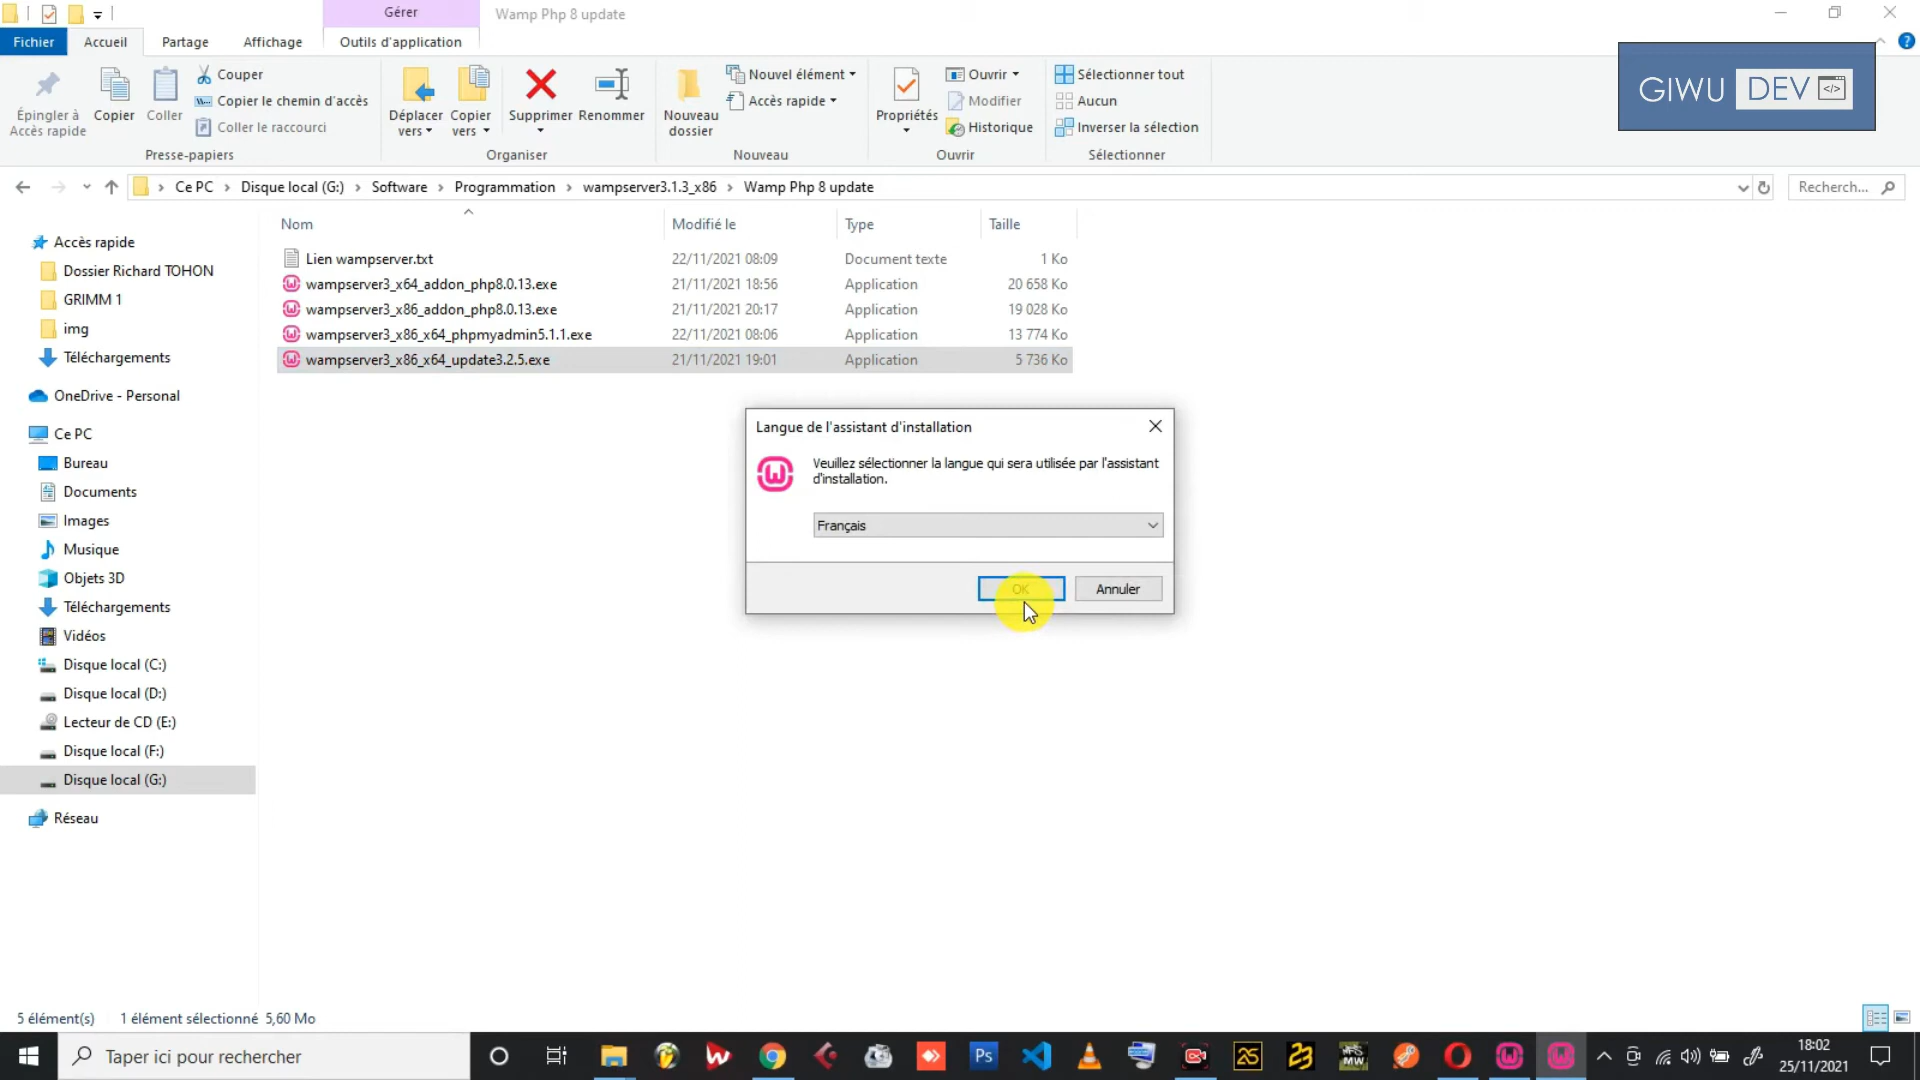 Gérer
Wamp Php 8 update
Fichier
Accueil
Partage
Affichage
Outils d'application
Épingler à
Accès rapide
Copier
Coller
Couper
Copier le chemin d'accès
Coller le raccourci
Presse-papiers
Déplacer
vers
Copier
vers
Supprimer
Renommer
Organiser
Nouveau
dossier
Nouvel élément
Accès rapide
Nouveau
Propriétés
Ouvrir
Modifier
Historique
Ouvrir
Sélectionner tout
Aucun
Inverser la sélection
Sélectionner
GIWU DEV </>
Ce PC › Disque local (G:) › Software › Programmation › wampserver3.1.3_x86 › Wamp Php 8 update
Recherch...
Nom Modifié le Type Taille
Lien wampserver.txt 22/11/2021 08:09 Document texte 1 Ko
wampserver3_x64_addon_php8.0.13.exe 21/11/2021 18:56 Application 20 658 Ko
wampserver3_x86_addon_php8.0.13.exe 21/11/2021 20:17 Application 19 028 Ko
wampserver3_x86_x64_phpmyadmin5.1.1.exe 22/11/2021 08:06 Application 13 774 Ko
wampserver3_x86_x64_update3.2.5.exe 21/11/2021 19:01 Application 5 736 Ko
Accès rapide
Dossier Richard TOHON
GRIMM 1
img
Téléchargements
OneDrive - Personal
Ce PC
Bureau
Documents
Images
Musique
Objets 3D
Téléchargements
Vidéos
Disque local (C:)
Disque local (D:)
Lecteur de CD (E:)
Disque local (F:)
Disque local (G:)
Réseau
Langue de l'assistant d'installation
Veuillez sélectionner la langue qui sera utilisée par l'assistant
d'installation.
Français
OK
Annuler
5 élément(s) 1 élément sélectionné 5,60 Mo
Taper ici pour rechercher
Ps
MW
18:02
25/11/2021